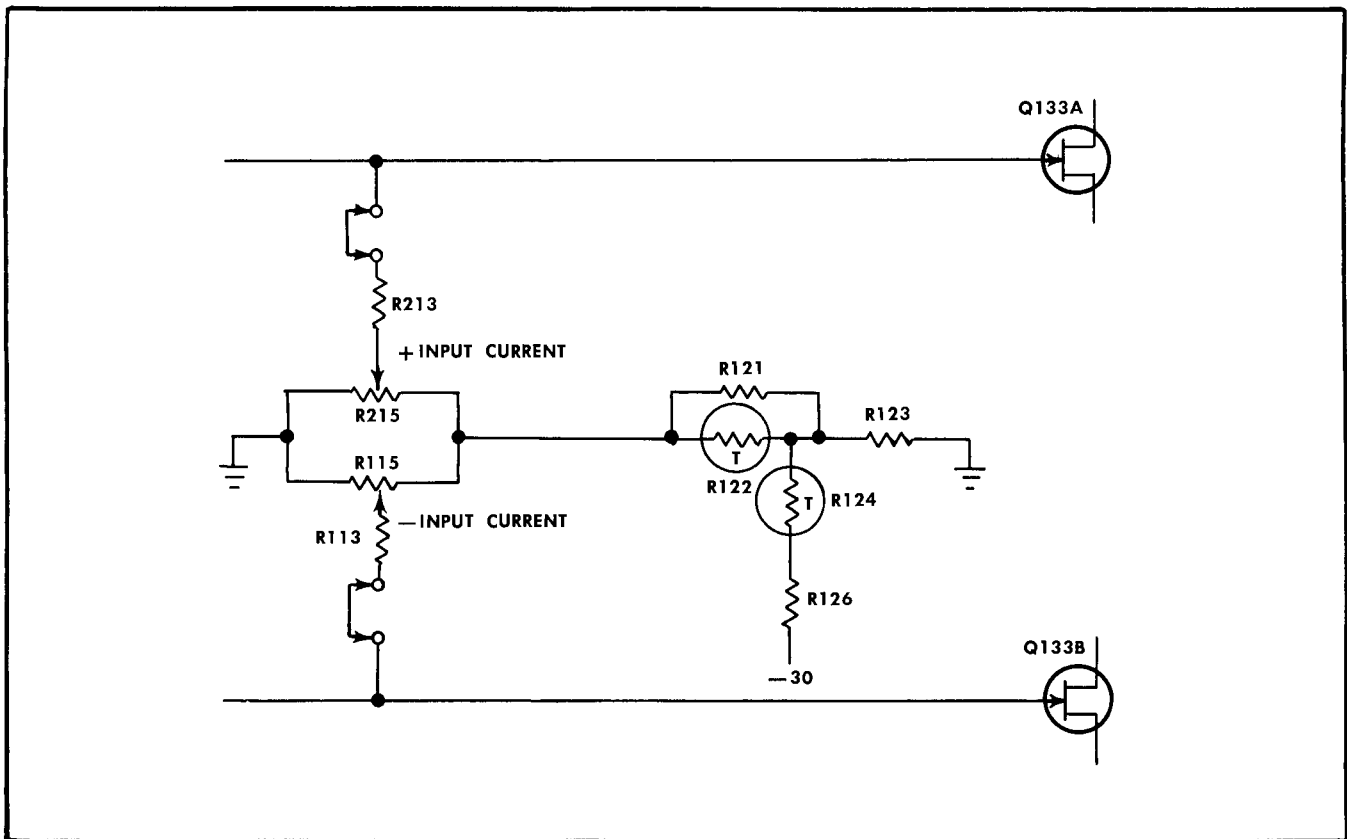 Q133A
R213
+ INPUT CURRENT
R121
R215
R123
R115
T
R122
T
R124
— INPUT CURRENT
R113
R126
Q133B
—30